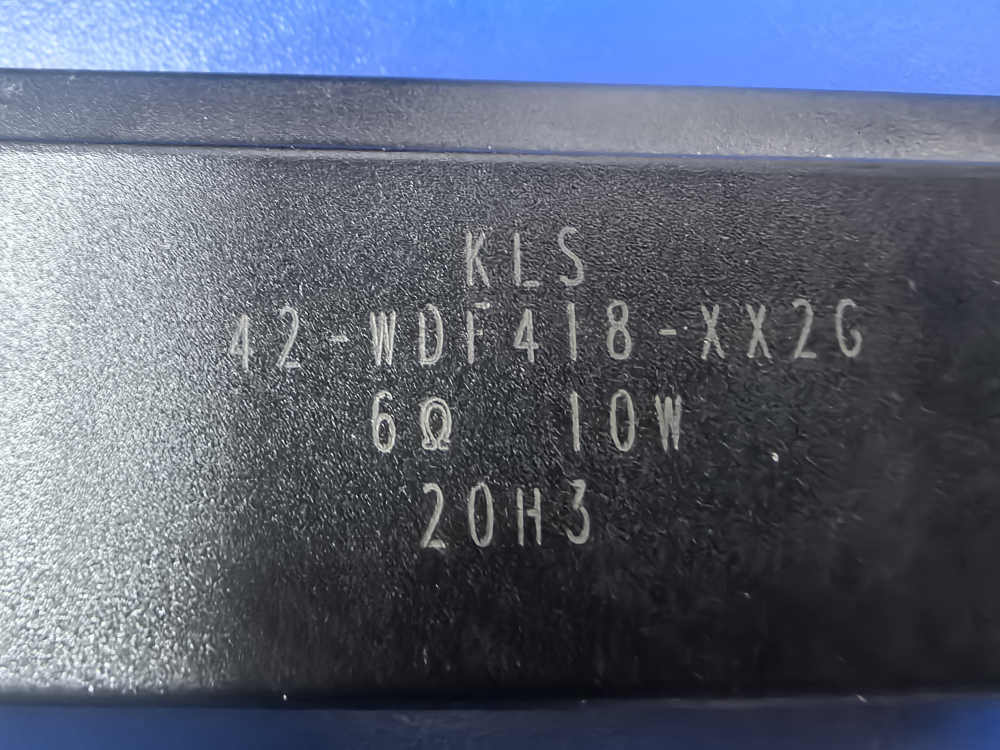 KLS
42-WDF418-XX2G
6Ω 10W
20H3